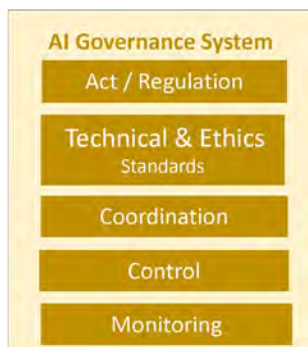 AI Governance System
Act / Regulation
Technical & Ethics
Standards
Coordination
Control
Monitoring